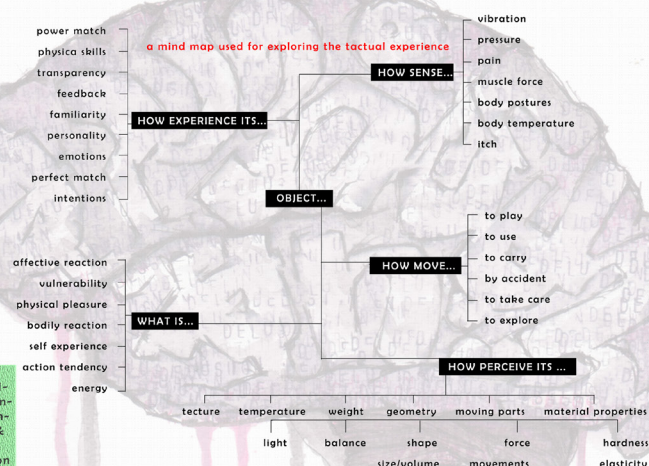 a mind map used for exploring the tactual experience
power match
physica skills
transparency
feedback
familiarity
personality
emotions
perfect match
intentions
HOW EXPERIENCE ITS...
HOW SENSE...
vibration
pressure
pain
muscle force
body postures
body temperature
itch
OBJECT...
HOW MOVE...
to play
to use
to carry
by accident
to take care
to explore
affective reaction
vulnerability
physical pleasure
bodily reaction
self experience
action tendency
energy
WHAT IS...
HOW PERCEIVE ITS ...
tecture temperature weight geometry moving parts material properties
light balance shape force hardness
size/volume movements elasticity